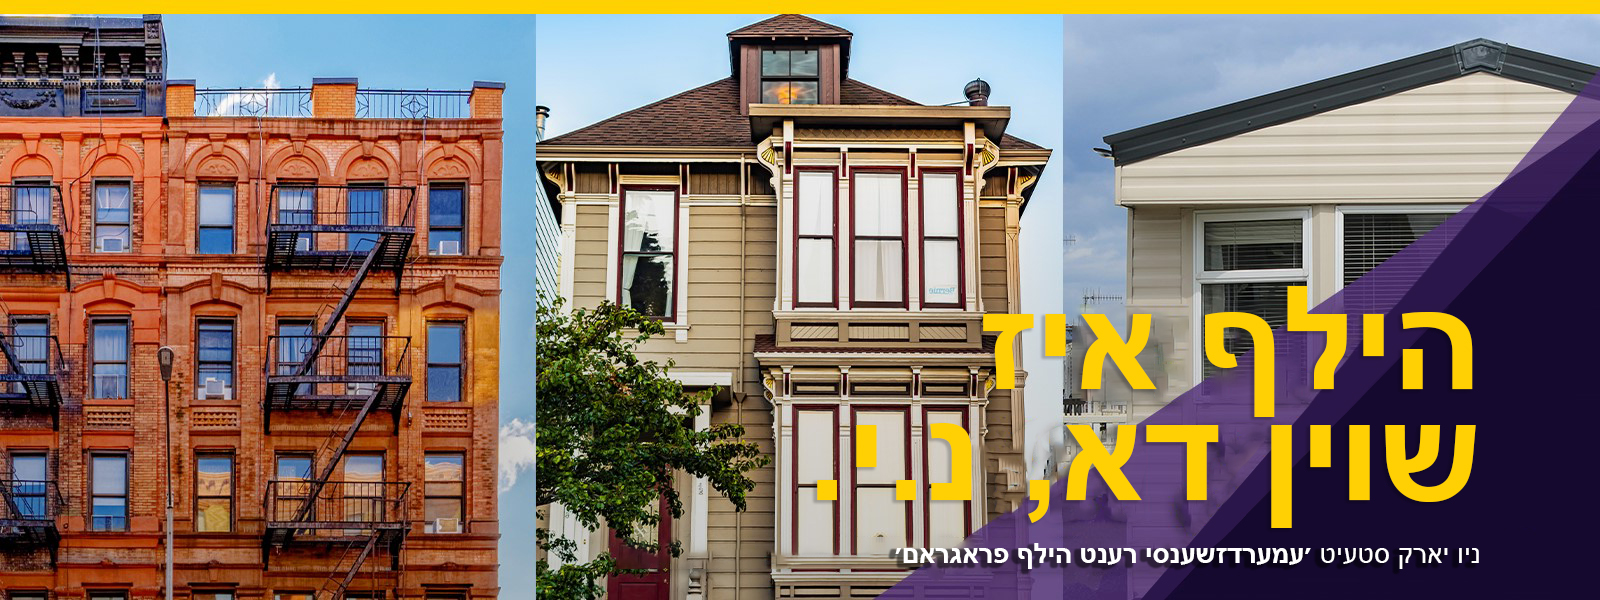 הילף איז
שוין דא, נ. י.
ניו יארק סטעיט ׳עמערדזשענסי רענט הילף פראגראם׳